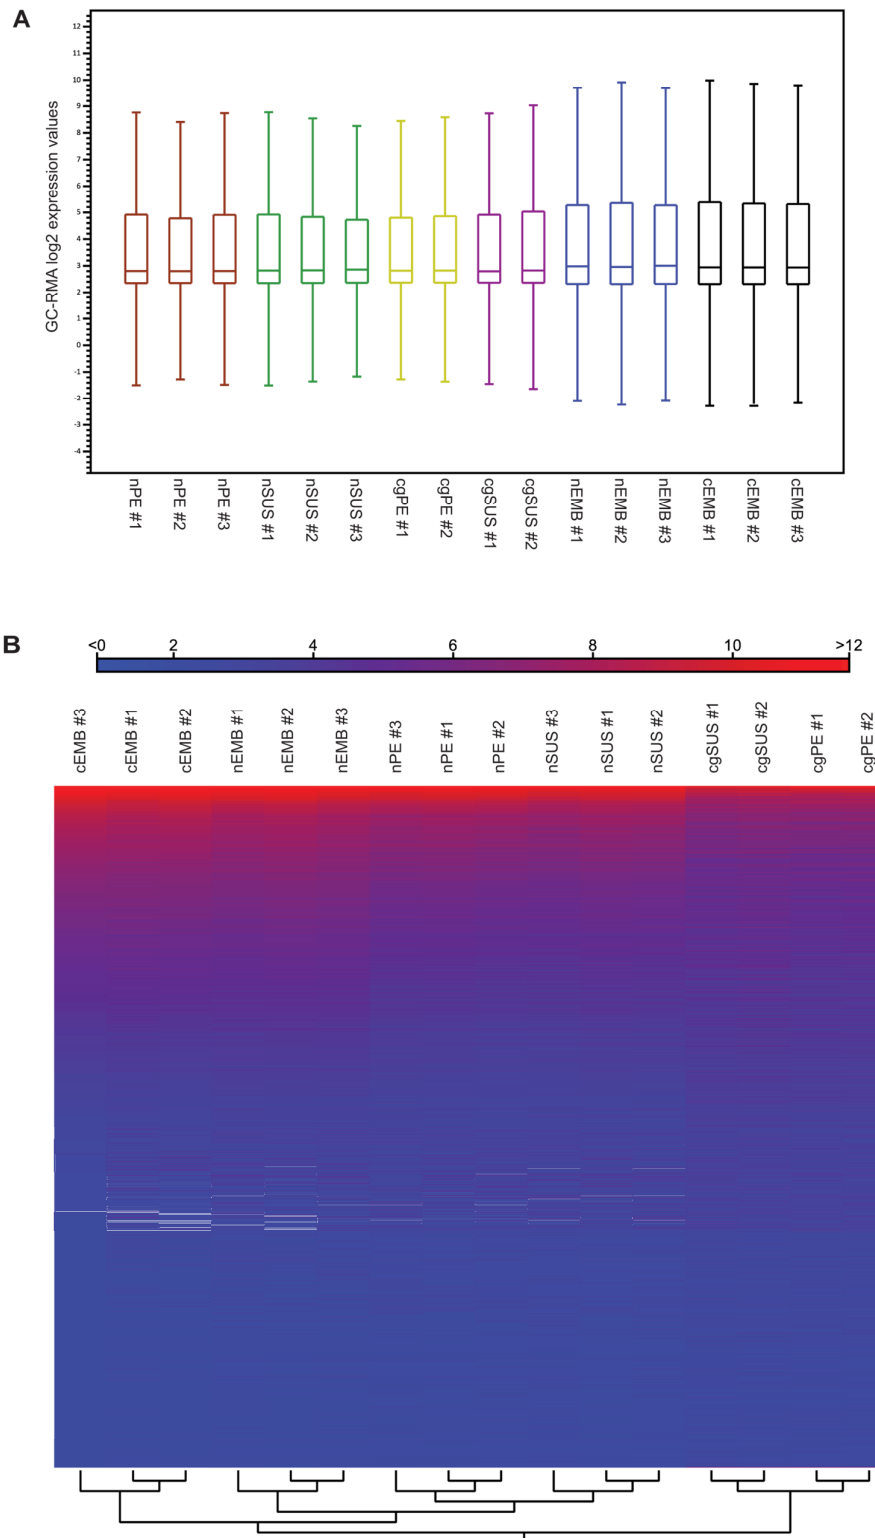 A
GC-RMA log2 expression values
12
11
10
9
8
7
6
5
4
3
2
1
0
-1
-2
-3
-4
nPE #1
nPE #2
nPE #3
nSUS #1
nSUS #2
nSUS #3
cgPE #1
cgPE #2
cgSUS #1
cgSUS #2
nEMB #1
nEMB #2
nEMB #3
cEMB #1
cEMB #2
cEMB #3
B
<0 2 4 6 8 10 >12
cEMB #3
cEMB #1
cEMB #2
nEMB #1
nEMB #2
nEMB #3
nPE #3
nPE #1
nPE #2
nSUS #3
nSUS #1
nSUS #2
cgSUS #1
cgSUS #2
cgPE #1
cgPE #2